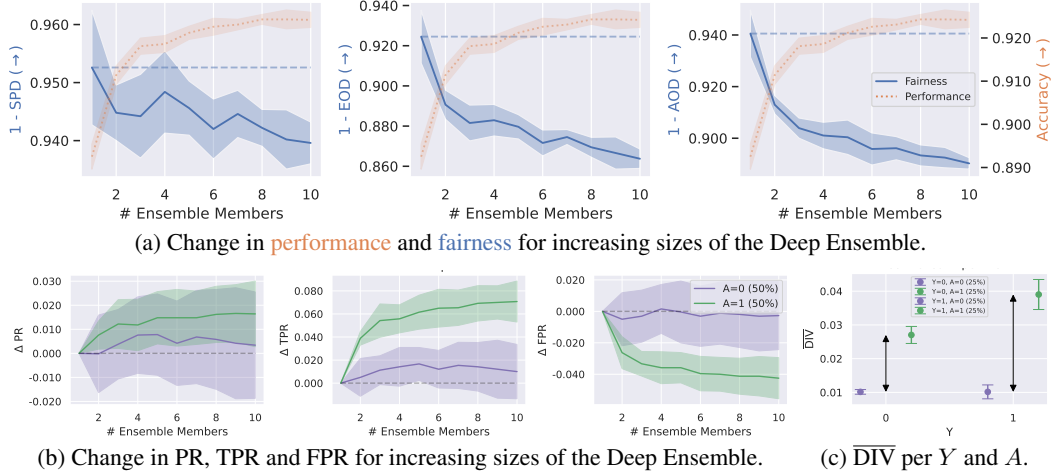 0.960
0.953
0.940
1 - SPD (→)
2 4 6 8 10
# Ensemble Members
0.940
0.920
0.900
0.880
0.860
1 - EOD (→)
2 4 6 8 10
# Ensemble Members
0.940
0.920
0.900
1 - AOD (→)
Fairness
Performance
0.920
0.910
0.900
0.890
Accuracy (→)
2 4 6 8 10
# Ensemble Members
(a) Change in performance and fairness for increasing sizes of the Deep Ensemble.
0.030
0.020
0.010
0.000
-0.010
-0.020
Δ PR
2 4 6 8 10
# Ensemble Members
0.080
0.060
0.040
0.020
0.000
Δ TPR
2 4 6 8 10
# Ensemble Members
0.020
0.000
-0.020
-0.040
Δ FPR
A=0 (50%)
A=1 (50%)
2 4 6 8 10
# Ensemble Members
0.04
0.03
0.02
0.01
DIV
Y=0, A=0 (25%)
Y=0, A=1 (25%)
Y=1, A=0 (25%)
Y=1, A=1 (25%)
0 1
Y
(b) Change in PR, TPR and FPR for increasing sizes of the Deep Ensemble.
(c) DIV per Y and A.